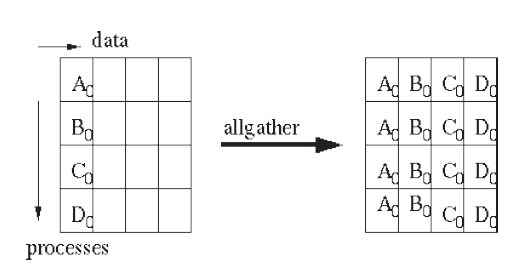 data
A₀
B₀
C₀
D₀
processes
allgather
A₀ B₀ C₀ D₀
A₀ B₀ C₀ D₀
A₀ B₀ C₀ D₀
A₀ B₀ C₀ D₀